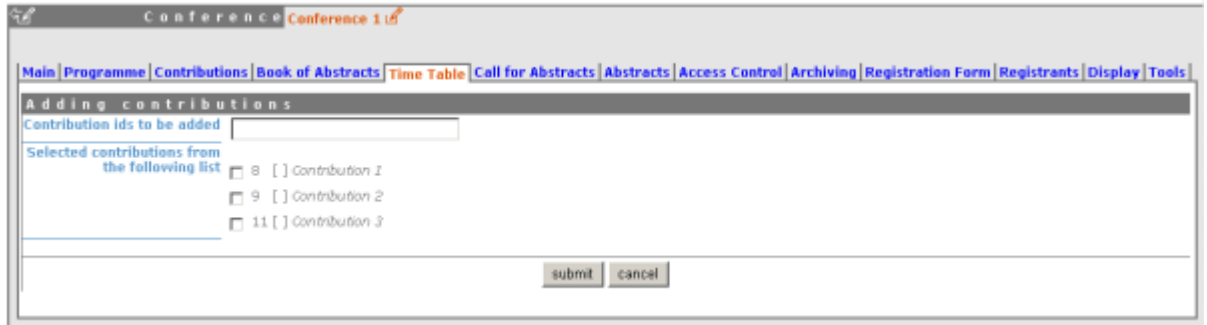 Conference Conference 1
Main Programme Contributions Book of Abstracts Time Table Call for Abstracts Abstracts Access Control Archiving Registration Form Registrants Display Tools
Adding contributions
Contribution ids to be added
Selected contributions from
the following list
8 [ ] Contribution 1
9 [ ] Contribution 2
11 [ ] Contribution 3
submit cancel